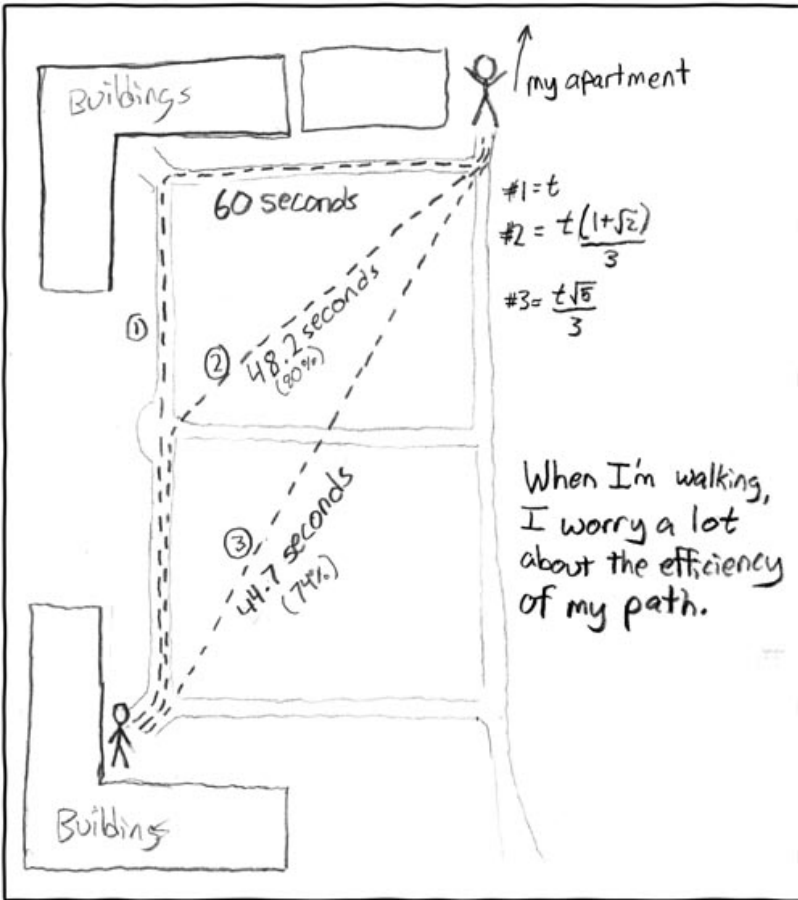 Buildings
my apartment
60 seconds
#1 = t
#2 = t(1+√2)
3
#3 = t√5
3
①
②
48.2 seconds
(80%)
When I'm walking,
I worry a lot
about the efficiency
of my path.
③
44.7 seconds
(74%)
Buildings